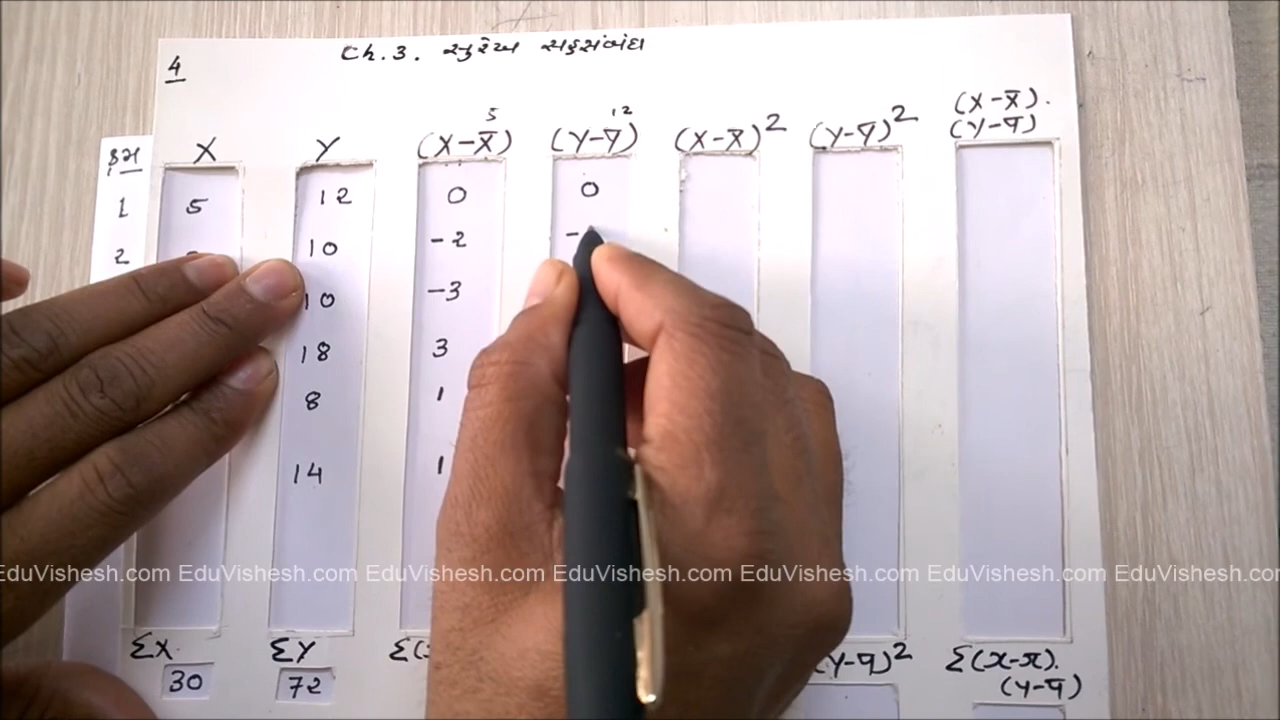 4
Ch. 3. સુરેખ સહસંબંધ
ક્રમ X Y (X-X̄) 5 (Y-Ȳ) 12 (X-X̄)² (Y-Ȳ)² (X-X̄).
(Y-Ȳ)
1 5 12 0 0
2 10 -2 -
10 -3
18 3
8 1
14 1
EduVishesh.com EduVishesh.com EduVishesh.com EduVishesh.com EduVishesh.com EduVishesh.com EduVishesh.com
ΣX ΣY Σ( (Y-Ȳ)² Σ(x-x̄).
(y-ȳ)
30 72